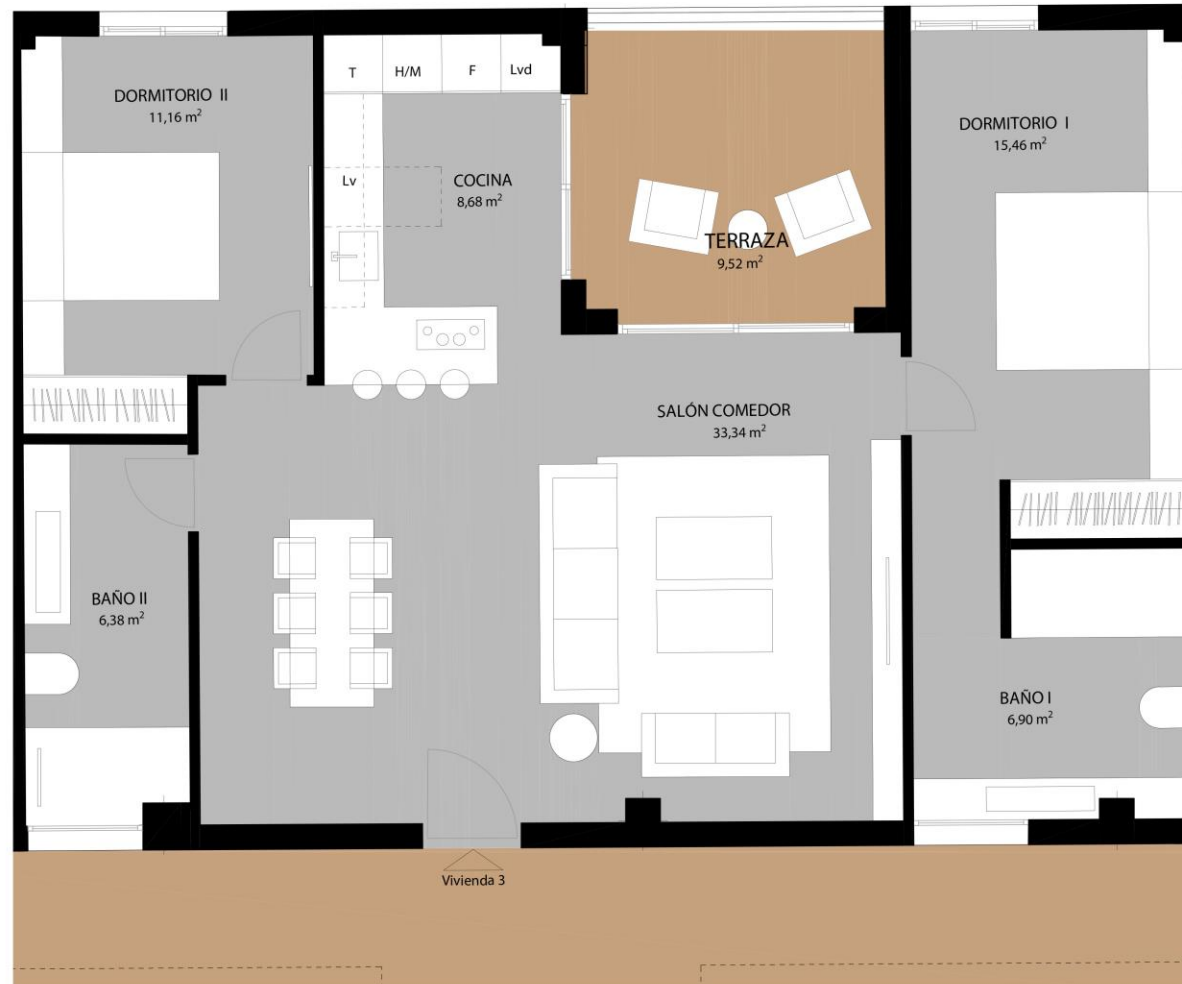 DORMITORIO II
11,16 m²
T
H/M
F
Lvd
Lv
COCINA
8,68 m²
TERRAZA
9,52 m²
DORMITORIO I
15,46 m²
SALÓN COMEDOR
33,34 m²
BAÑO II
6,38 m²
BAÑO I
6,90 m²
Vivienda 3